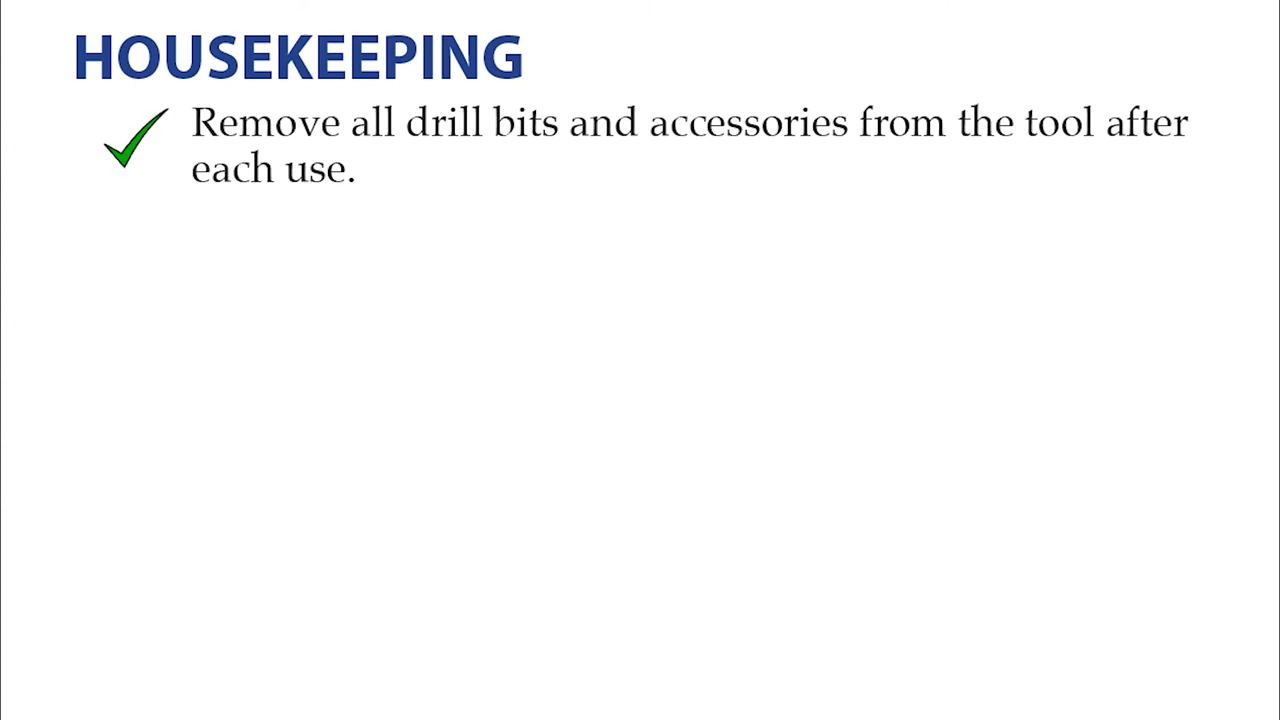 HOUSEKEEPING
Remove all drill bits and accessories from the tool after
each use.